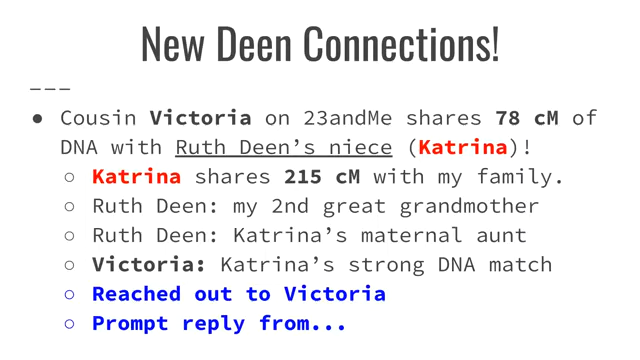 New Deen Connections!
● Cousin Victoria on 23andMe shares 78 cM of
DNA with Ruth Deen’s niece (Katrina)!
○ Katrina shares 215 cM with my family.
○ Ruth Deen: my 2nd great grandmother
○ Ruth Deen: Katrina’s maternal aunt
○ Victoria: Katrina’s strong DNA match
○ Reached out to Victoria
○ Prompt reply from...